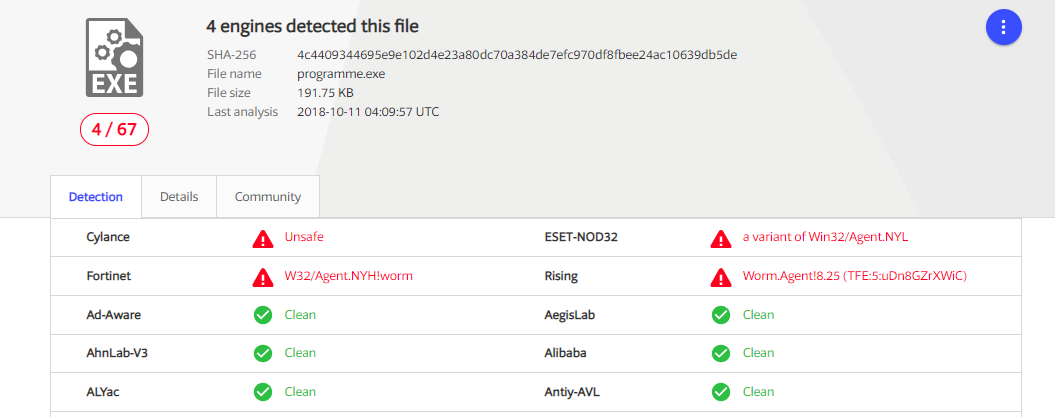 4 engines detected this file
SHA-256 4c4409344695e9e102d4e23a80dc70a384de7efc970df8fbee24ac10639db5de
File name programme.exe
File size 191.75 KB
Last analysis 2018-10-11 04:09:57 UTC
EXE
4 / 67
Detection Details Community
Cylance Unsafe ESET-NOD32 a variant of Win32/Agent.NYL
Fortinet W32/Agent.NYH!worm Rising Worm.Agent!8.25 (TFE:5:uDn8GZrXWiC)
Ad-Aware Clean AegisLab Clean
AhnLab-V3 Clean Alibaba Clean
ALYac Clean Antiy-AVL Clean